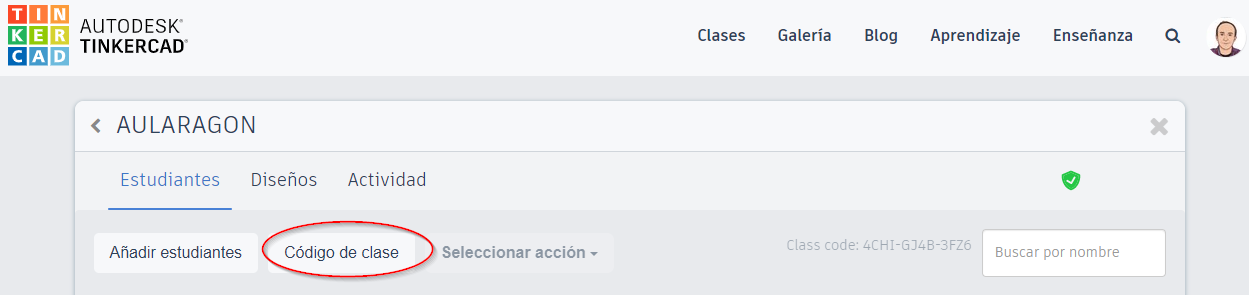 TIN
KER
CAD
AUTODESK®
TINKERCAD®
Clases Galería Blog Aprendizaje Enseñanza
AULARAGON
Estudiantes Diseños Actividad
Añadir estudiantes Código de clase Seleccionar acción Class code: 4CHI-GJ4B-3FZ6 Buscar por nombre